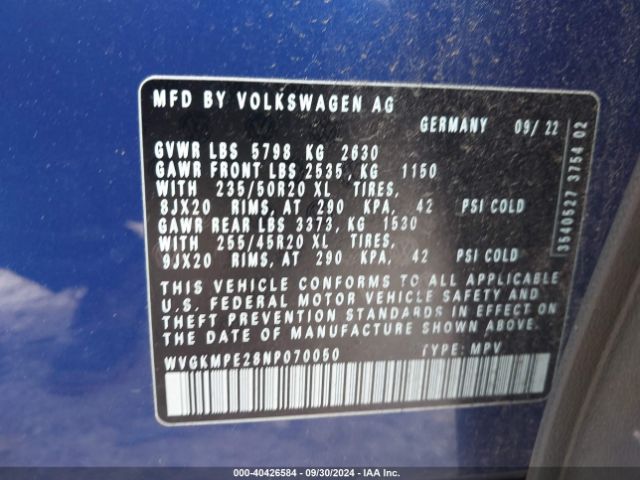 MFD BY VOLKSWAGEN AG
GERMANY 09/ 22
GVWR LBS 5798 KG 2630
GAWR FRONT LBS 2535, KG 1150
WITH 235/50R20 XL TIRES,
8JX20 RIMS, AT 290 KPA, 42 PSI COLD
GAWR REAR LBS 3373, KG 1530
WITH 255/45R20 XL TIRES,
9JX20 RIMS, AT 290 KPA, 42 PSI COLD
THIS VEHICLE CONFORMS TO ALL APPLICABLE
U.S. FEDERAL MOTOR VEHICLE SAFETY AND
THEFT PREVENTION STANDARDS IN EFFECT ON
THE DATE OF MANUFACTURE SHOWN ABOVE.
WVGKMPE28NP070050 TYPE: MPV
3540527 3754 02
000-40426584 - 09/30/2024 - IAA Inc.